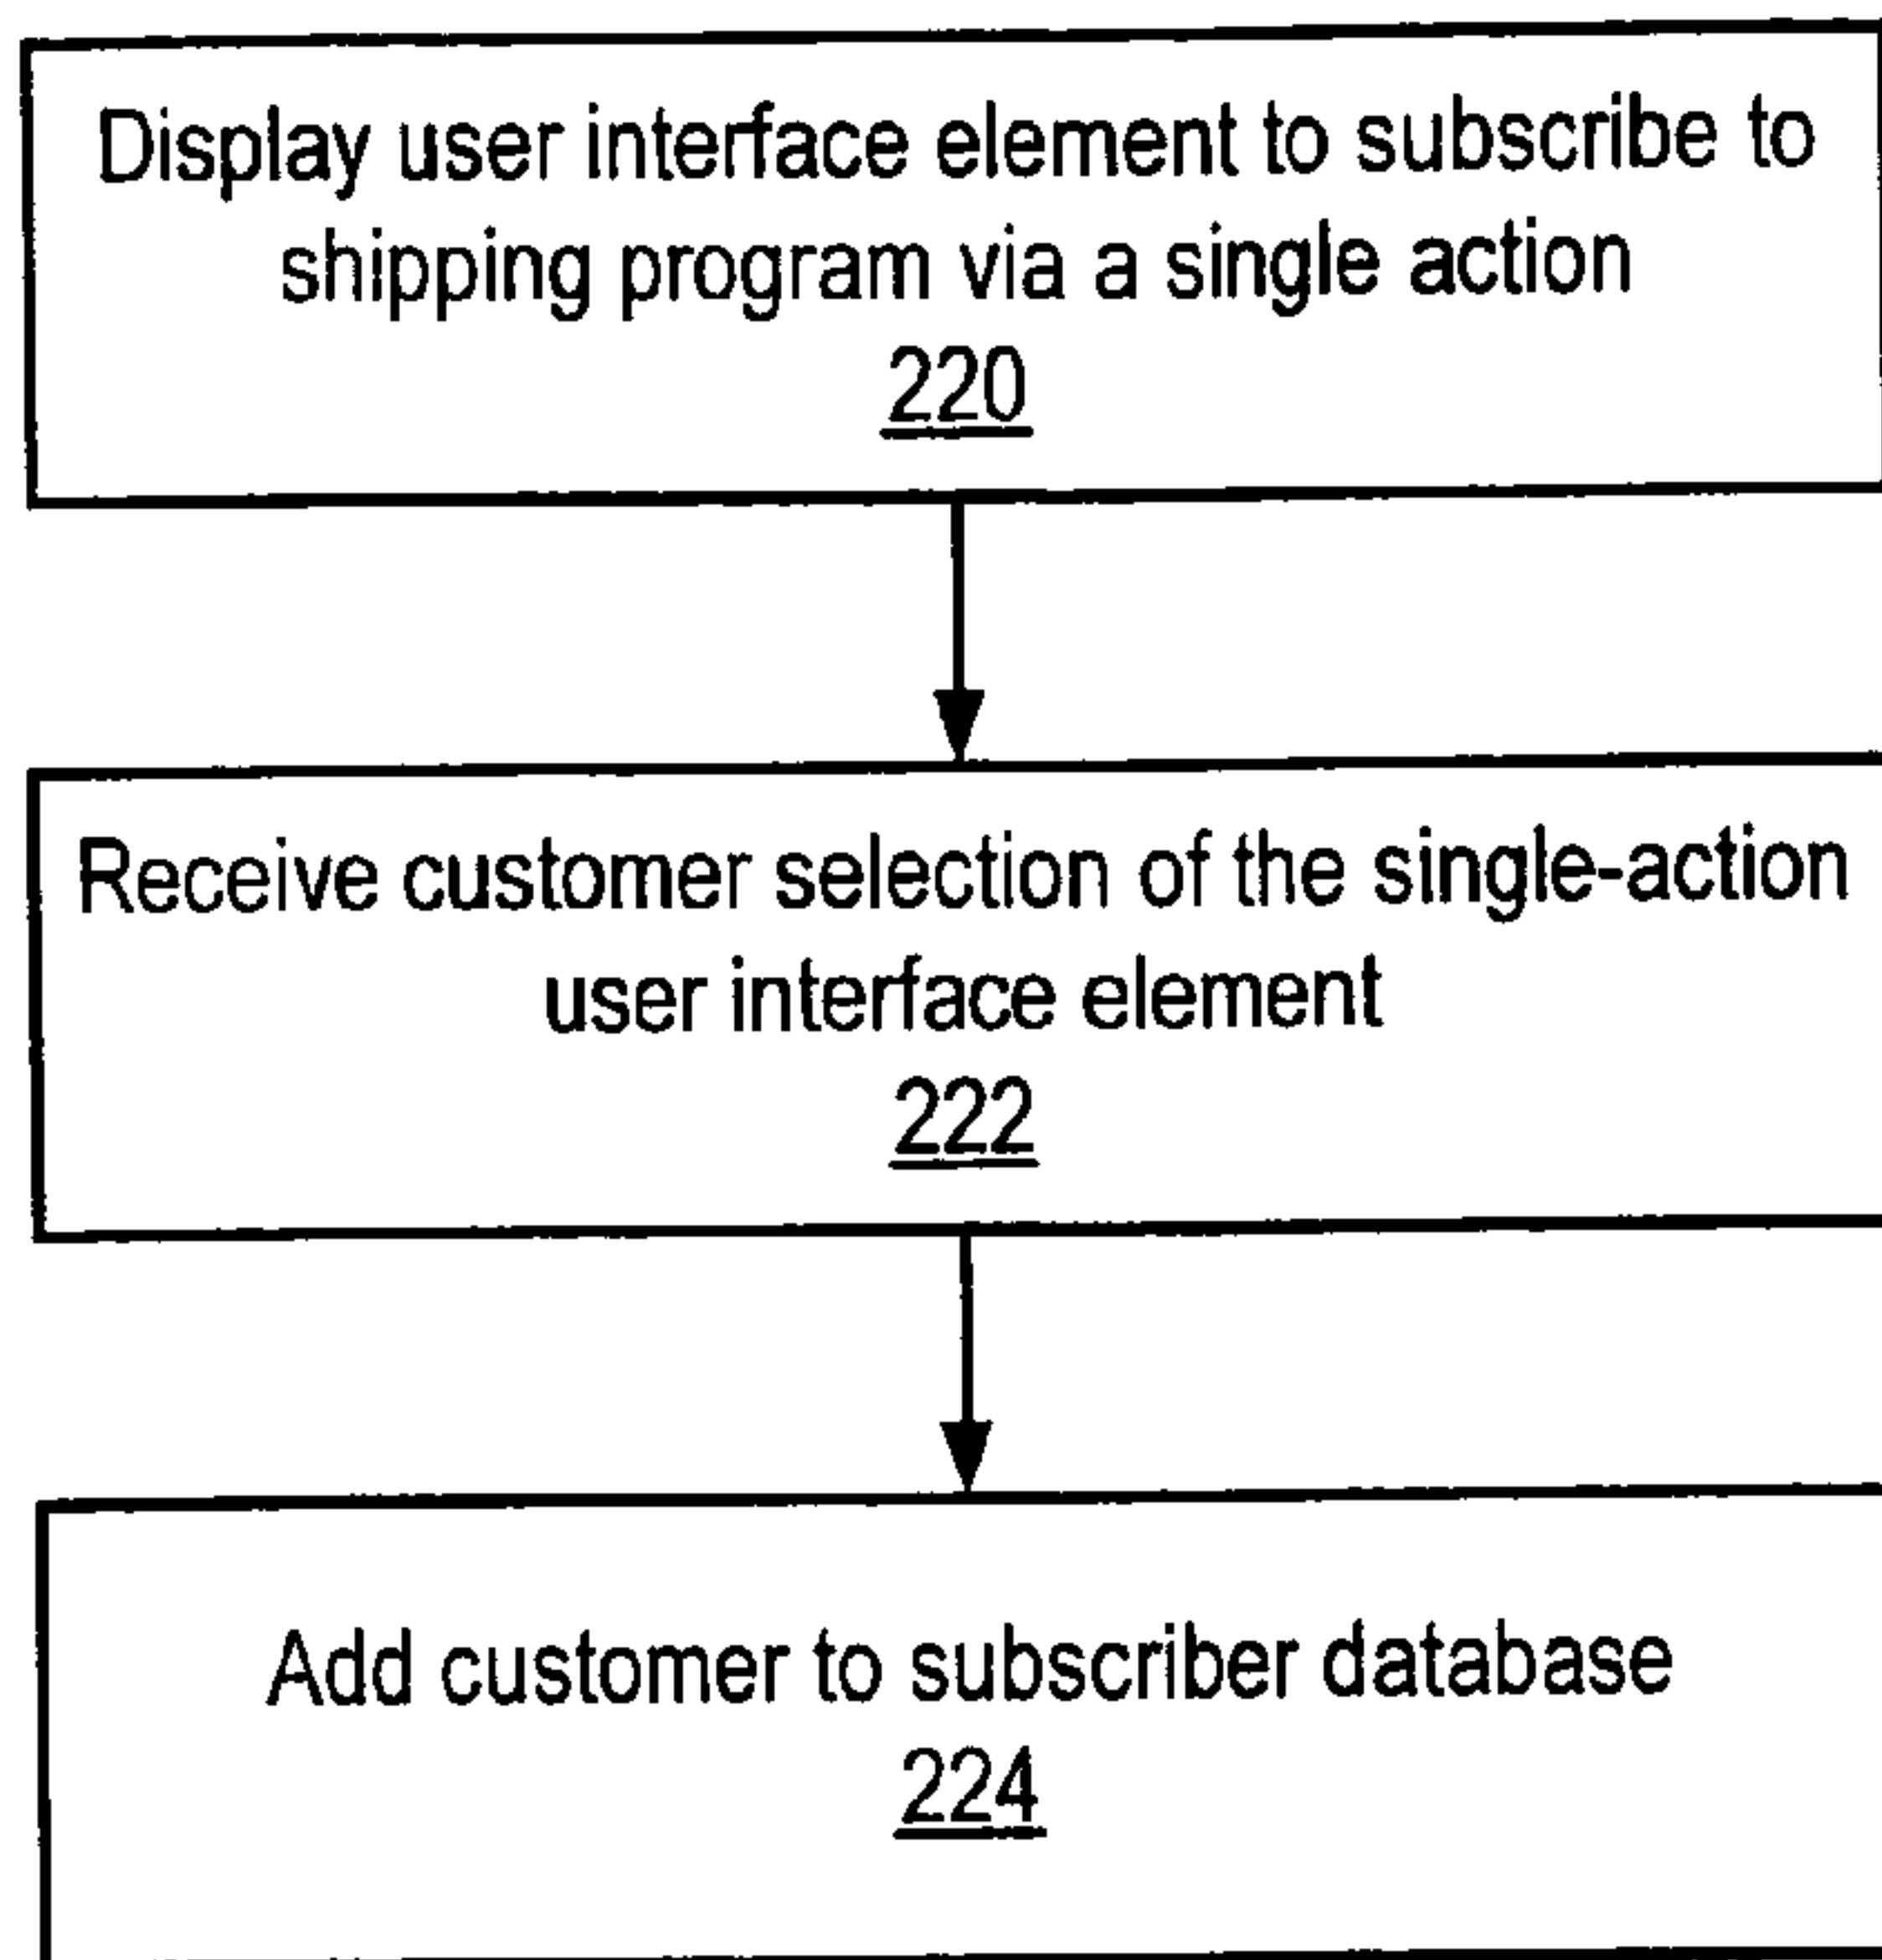 Display user interface element to subscribe to
shipping program via a single action
220
Receive customer selection of the single-action
user interface element
222
Add customer to subscriber database
224